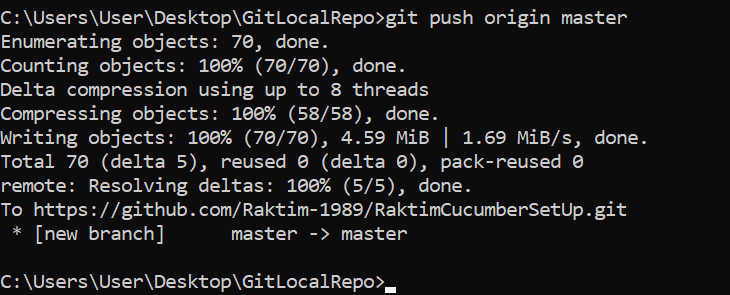 C:\Users\User\Desktop\GitLocalRepo>git push origin master
Enumerating objects: 70, done.
Counting objects: 100% (70/70), done.
Delta compression using up to 8 threads
Compressing objects: 100% (58/58), done.
Writing objects: 100% (70/70), 4.59 MiB | 1.69 MiB/s, done.
Total 70 (delta 5), reused 0 (delta 0), pack-reused 0
remote: Resolving deltas: 100% (5/5), done.
To https://github.com/Raktim-1989/RaktimCucumberSetUp.git
 * [new branch]      master -> master
C:\Users\User\Desktop\GitLocalRepo>